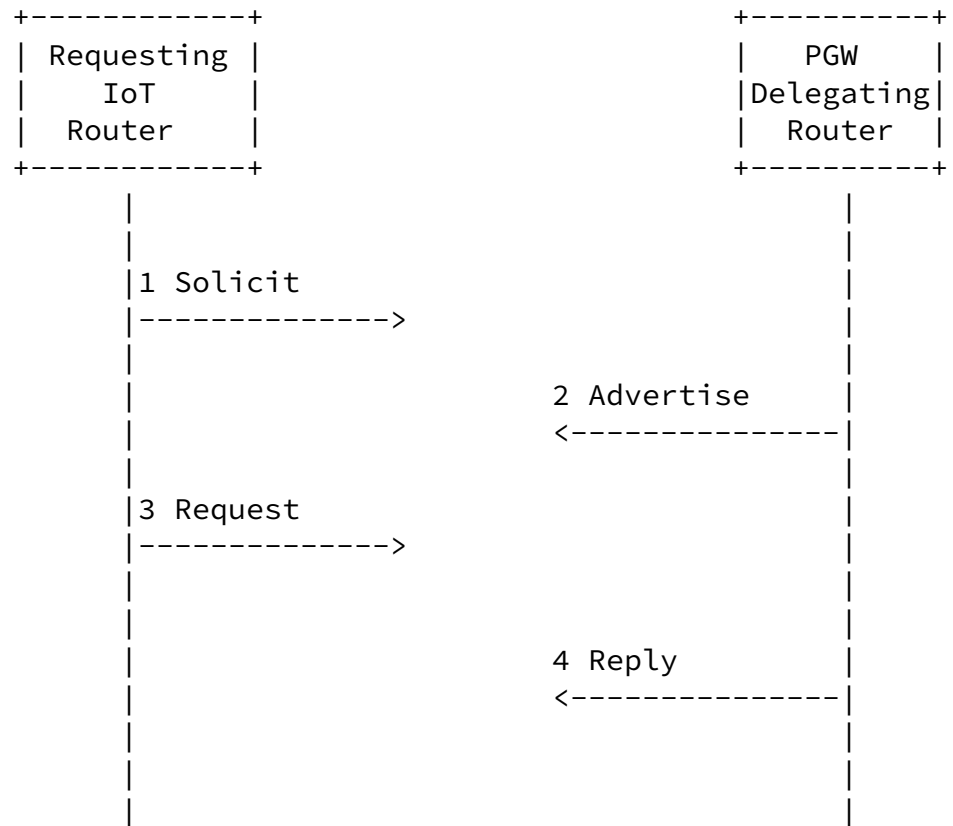 Requesting
IoT
Router
PGW
Delegating
Router
1 Solicit
2 Advertise
3 Request
4 Reply